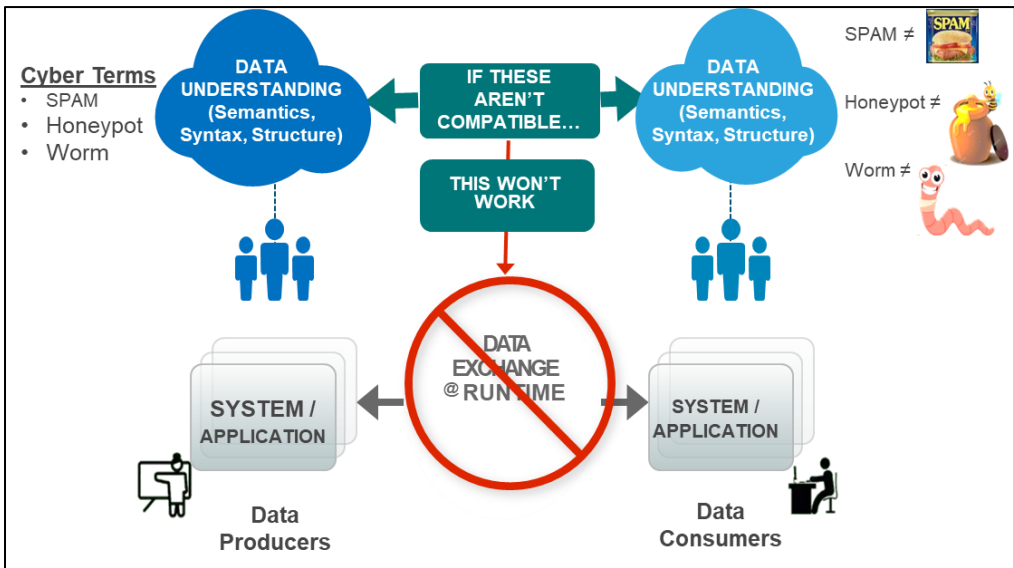 Cyber Terms
• SPAM
• Honeypot
• Worm
DATA
UNDERSTANDING
(Semantics,
Syntax, Structure)
IF THESE
AREN'T
COMPATIBLE…
THIS WON'T
WORK
DATA
UNDERSTANDING
(Semantics,
Syntax, Structure)
SPAM ≠
SPAM
Honeypot ≠
Worm ≠
DATA
EXCHANGE
@ RUNTIME
SYSTEM /
APPLICATION
SYSTEM /
APPLICATION
Data
Producers
Data
Consumers